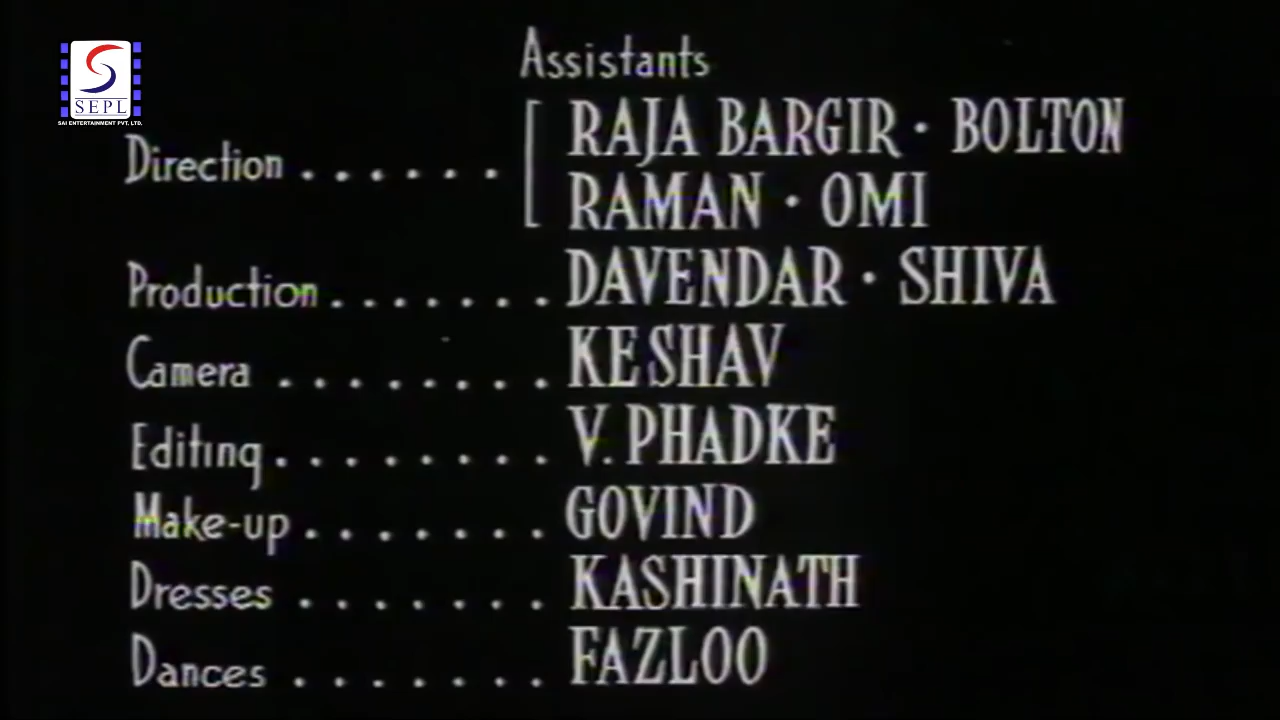 SEPL
SAI ENTERTAINMENT PVT. LTD.
Assistants
Direction . . . . . . [ RAJA BARGIR · BOLTON
RAMAN · OMI
Production . . . . . . . DAVENDAR · SHIVA
Camera . . . . . . . . KESHAV
Editing . . . . . . . . V. PHADKE
Make-up . . . . . . . GOVIND
Dresses . . . . . . . KASHINATH
Dances . . . . . . . FAZLOO